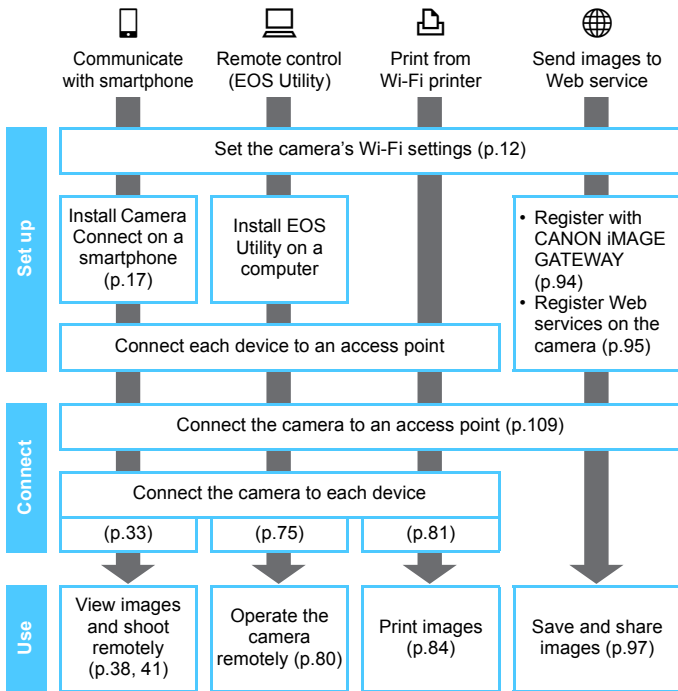 Communicate
with smartphone
Remote control
(EOS Utility)
Print from
Wi-Fi printer
Send images to
Web service
Set up
Set the camera's Wi-Fi settings (p.12)
Install Camera
Connect on a
smartphone
(p.17)
Install EOS
Utility on a
computer
• Register with
CANON iMAGE
GATEWAY
(p.94)
• Register Web
services on the
camera (p.95)
Connect each device to an access point
Connect
Connect the camera to an access point (p.109)
Connect the camera to each device
(p.33)
(p.75)
(p.81)
Use
View images
and shoot
remotely
(p.38, 41)
Operate the
camera
remotely (p.80)
Print images
(p.84)
Save and share
images (p.97)